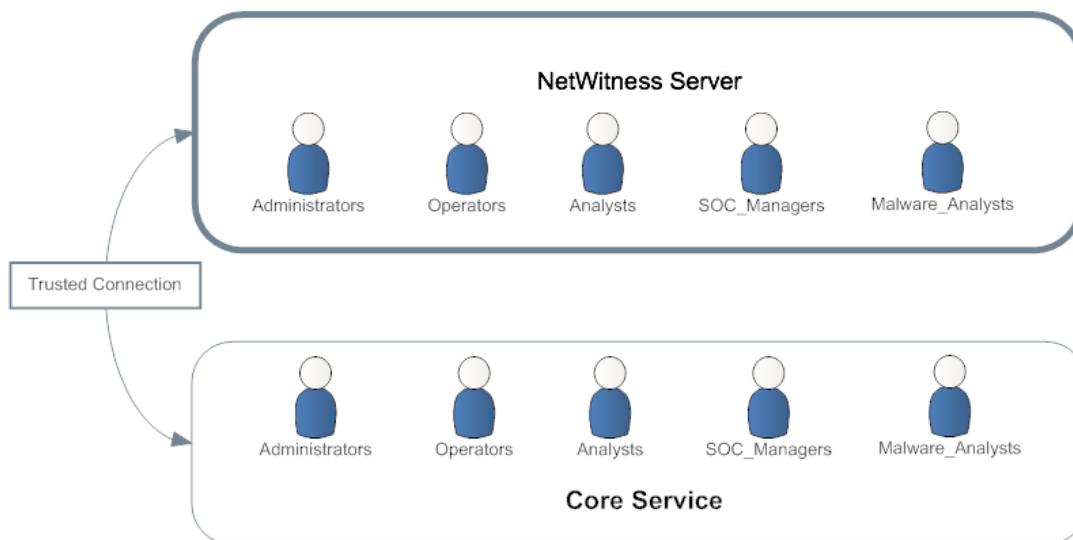 NetWitness Server
Administrators Operators Analysts SOC_Managers Malware_Analysts
Trusted Connection
Administrators Operators Analysts SOC_Managers Malware_Analysts
Core Service